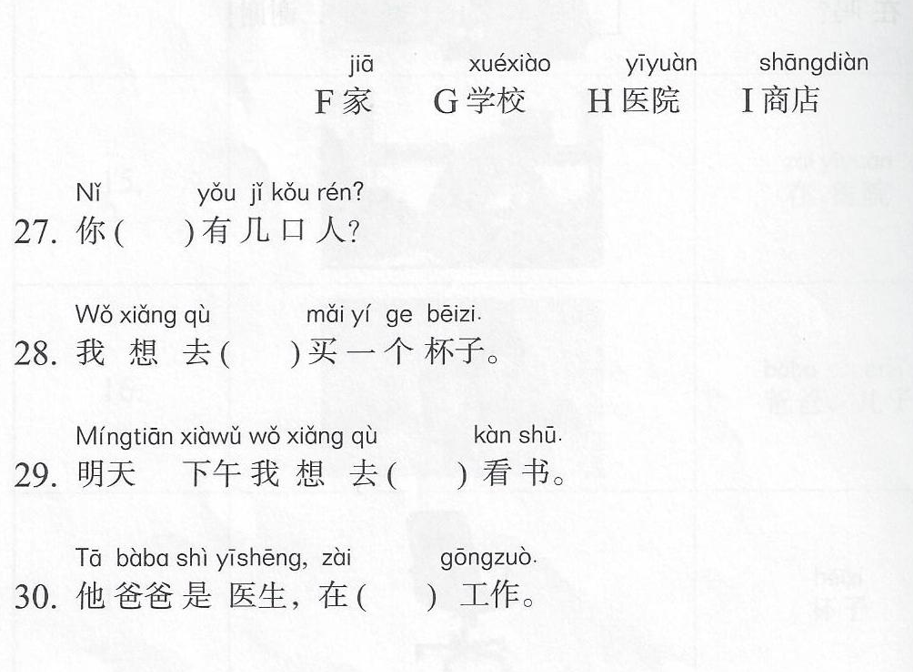 jiā xuéxiào yīyuàn shāngdiàn
F 家 G 学校 H 医院 I 商店
Nǐ yǒu jǐ kǒu rén?
27. 你 ( ) 有 几 口 人?
Wǒ xiǎng qù mǎi yí ge bēizi.
28. 我 想 去 ( ) 买 一 个 杯子。
Míngtiān xiàwǔ wǒ xiǎng qù kàn shū.
29. 明天 下午 我 想 去 ( ) 看 书。
Tā bàba shì yīshēng, zài gōngzuò.
30. 他 爸爸 是 医生, 在 ( ) 工作。